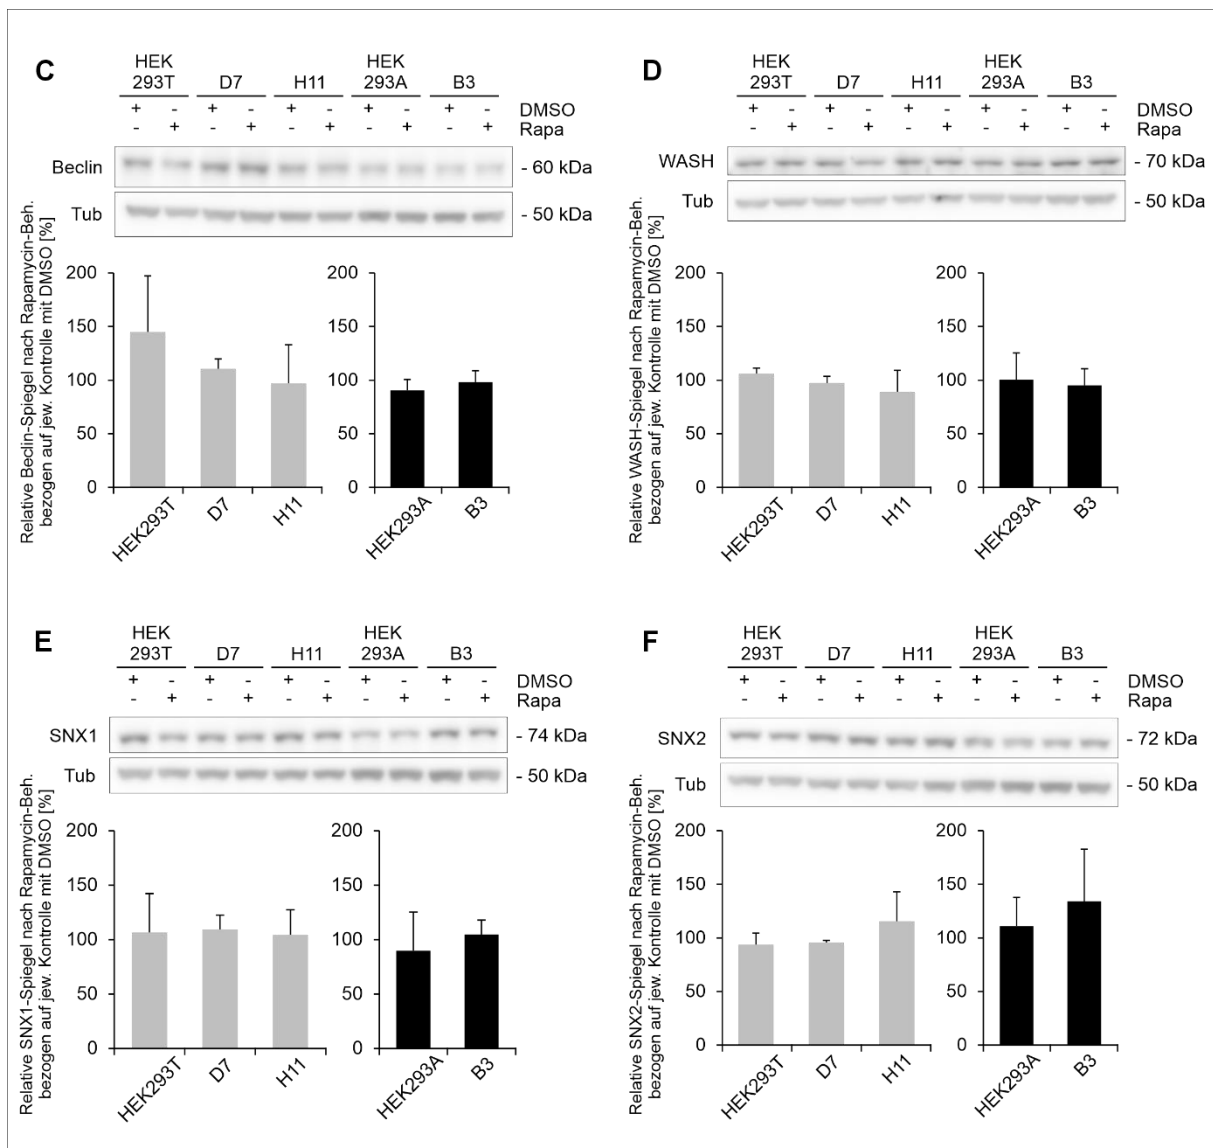 C
HEK
293T D7 H11 HEK
293A B3
+ - + - + - + - + - DMSO
- + - + - + - + - + Rapa
Beclin - 60 kDa
Tub - 50 kDa
Relative Beclin-Spiegel nach Rapamycin-Beh.
bezogen auf jew. Kontrolle mit DMSO [%]
200 200
150 150
100 100
50 50
0 0
HEK293T D7 H11 HEK293A B3
D
HEK
293T D7 H11 HEK
293A B3
+ - + - + - + - + - DMSO
- + - + - + - + - + Rapa
WASH - 70 kDa
Tub - 50 kDa
Relative WASH-Spiegel nach Rapamycin-Beh.
bezogen auf jew. Kontrolle mit DMSO [%]
200 200
150 150
100 100
50 50
0 0
HEK293T D7 H11 HEK293A B3
E
HEK
293T D7 H11 HEK
293A B3
+ - + - + - + - + - DMSO
- + - + - + - + - + Rapa
SNX1 - 74 kDa
Tub - 50 kDa
Relative SNX1-Spiegel nach Rapamycin-Beh.
bezogen auf jew. Kontrolle mit DMSO [%]
200 200
150 150
100 100
50 50
0 0
HEK293T D7 H11 HEK293A B3
F
HEK
293T D7 H11 HEK
293A B3
+ - + - + - + - + - DMSO
- + - + - + - + - + Rapa
SNX2 - 72 kDa
Tub - 50 kDa
Relative SNX2-Spiegel nach Rapamycin-Beh.
bezogen auf jew. Kontrolle mit DMSO [%]
200 200
150 150
100 100
50 50
0 0
HEK293T D7 H11 HEK293A B3